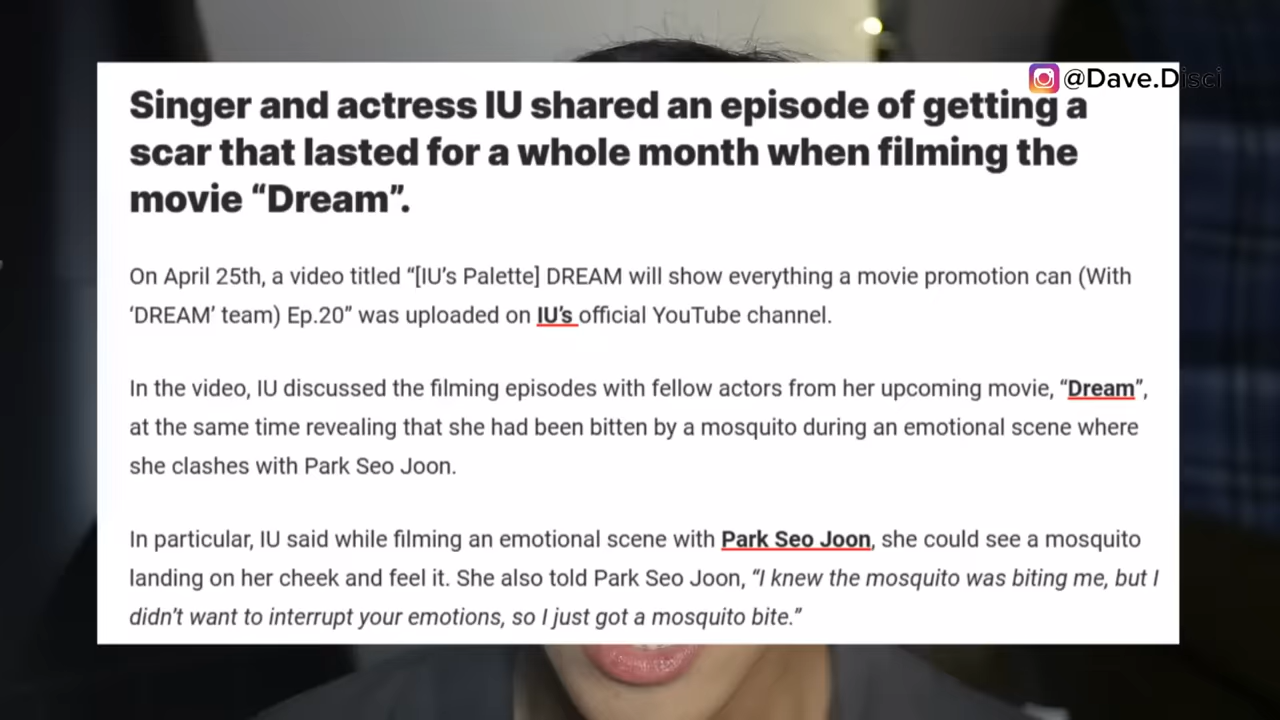 @Dave.Disci
Singer and actress IU shared an episode of getting a
scar that lasted for a whole month when filming the
movie “Dream”.
On April 25th, a video titled “[IU’s Palette] DREAM will show everything a movie promotion can (With
‘DREAM’ team) Ep.20” was uploaded on IU’s official YouTube channel.
In the video, IU discussed the filming episodes with fellow actors from her upcoming movie, “Dream”,
at the same time revealing that she had been bitten by a mosquito during an emotional scene where
she clashes with Park Seo Joon.
In particular, IU said while filming an emotional scene with Park Seo Joon, she could see a mosquito
landing on her cheek and feel it. She also told Park Seo Joon, “I knew the mosquito was biting me, but I
didn’t want to interrupt your emotions, so I just got a mosquito bite.”